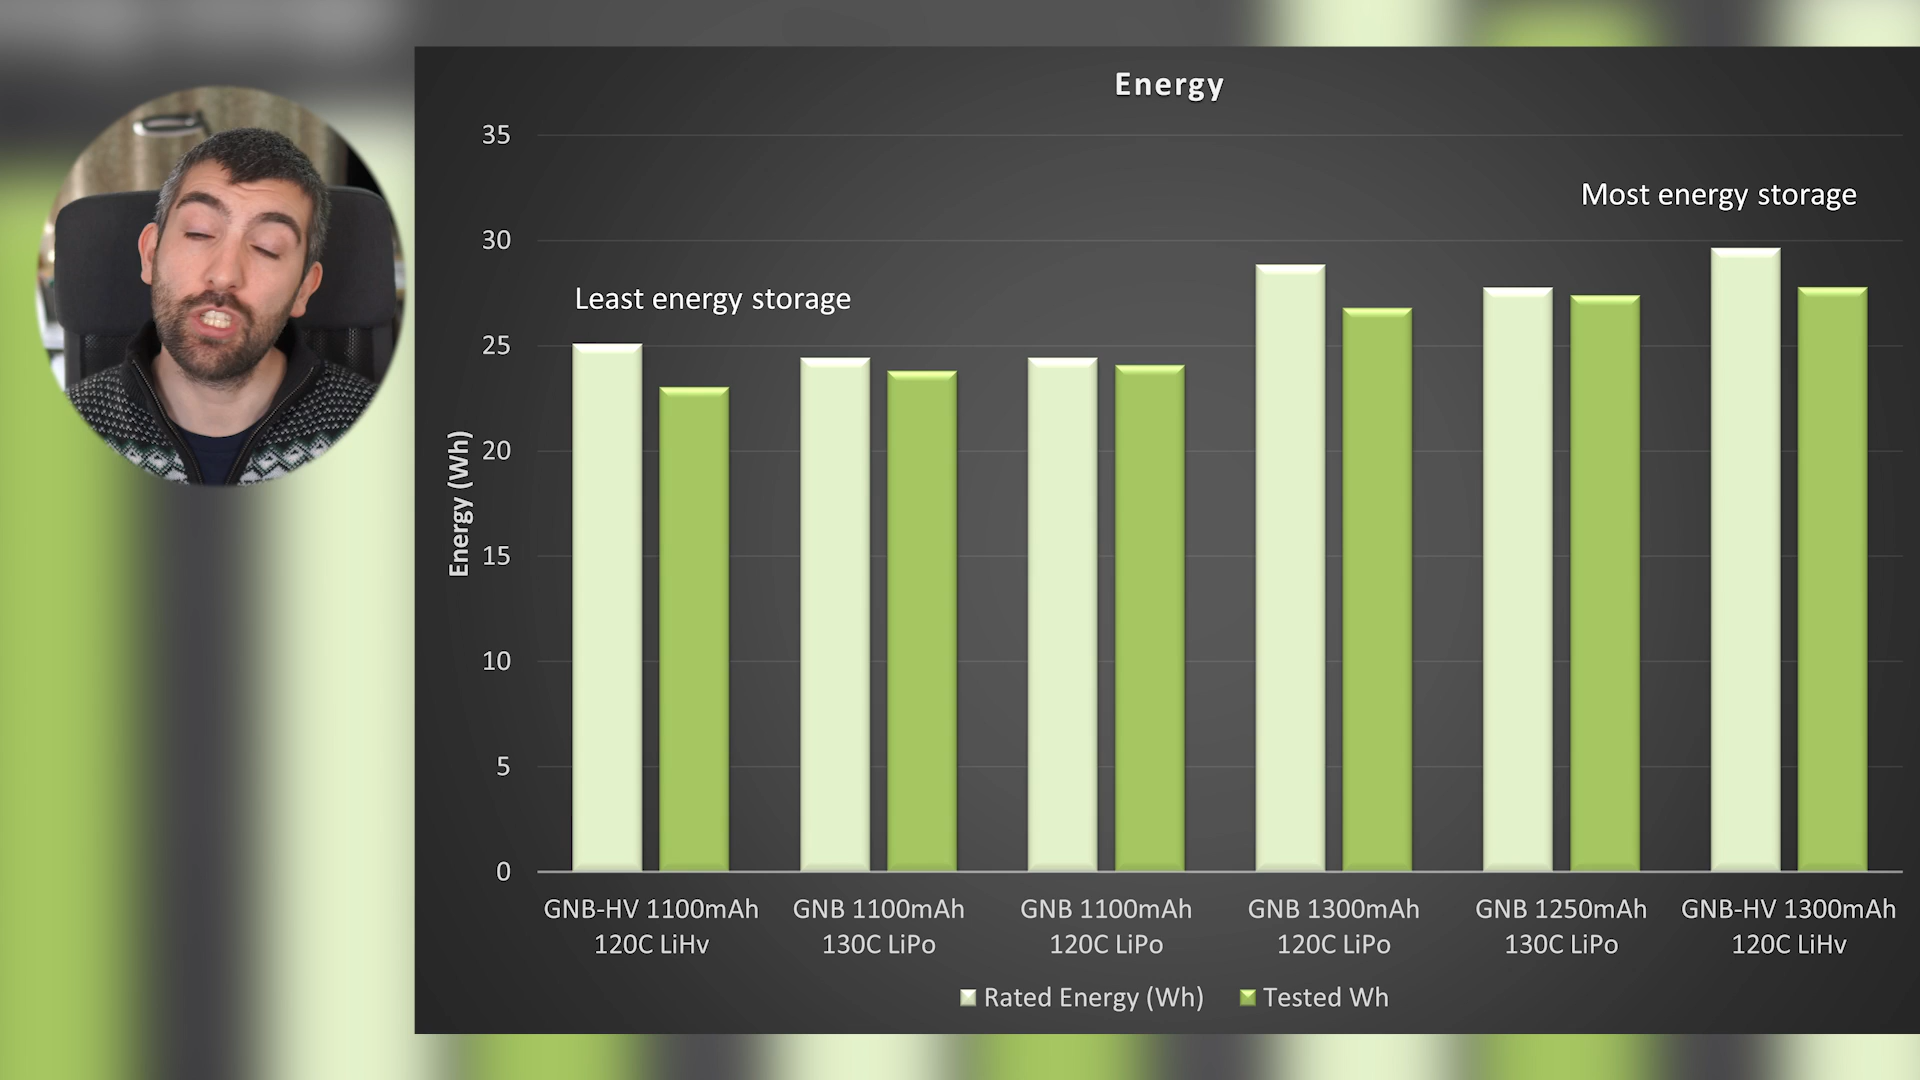 Energy
35
Most energy storage
30
Least energy storage
25
20
Energy (Wh)
15
10
5
0
GNB-HV 1100mAh
120C LiHv
GNB 1100mAh
130C LiPo
GNB 1100mAh
120C LiPo
GNB 1300mAh
120C LiPo
GNB 1250mAh
130C LiPo
GNB-HV 1300mAh
120C LiHv
Rated Energy (Wh)
Tested Wh